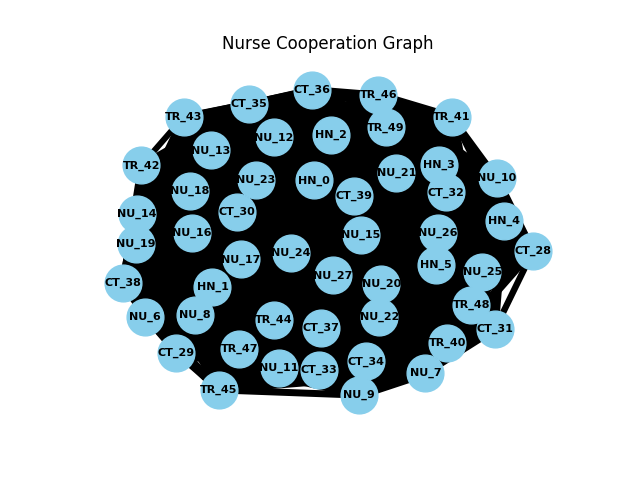 Nurse Cooperation Graph
CT_36
TR_46
CT_35
TR_43
TR_41
TR_49
HN_2
NU_12
NU_13
TR_42
HN_3
NU_21
NU_10
NU_23
HN_0
NU_18
CT_32
CT_39
CT_30
NU_14
HN_4
NU_16
NU_26
NU_15
NU_19
CT_28
NU_24
NU_17
HN_5
NU_25
NU_27
CT_38
NU_20
HN_1
TR_48
NU_8
NU_6
NU_22
TR_44
CT_37
CT_31
TR_40
TR_47
CT_29
CT_34
NU_11
CT_33
NU_7
TR_45
NU_9